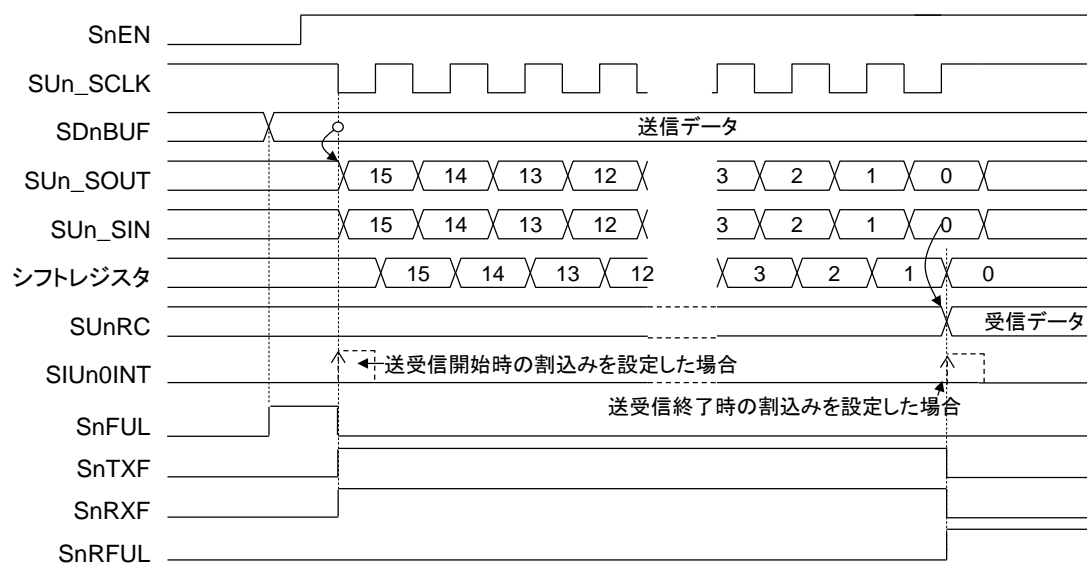 SnEN
SUn_SCLK
SDnBUF 送信データ
SUn_SOUT 15 14 13 12 3 2 1 0
SUn_SIN 15 14 13 12 3 2 1 0
シフトレジスタ 15 14 13 12 3 2 1 0
SUnRC 受信データ
SIUn0INT 送受信開始時の割込みを設定した場合
送受信終了時の割込みを設定した場合
SnFUL
SnTXF
SnRXF
SnRFUL